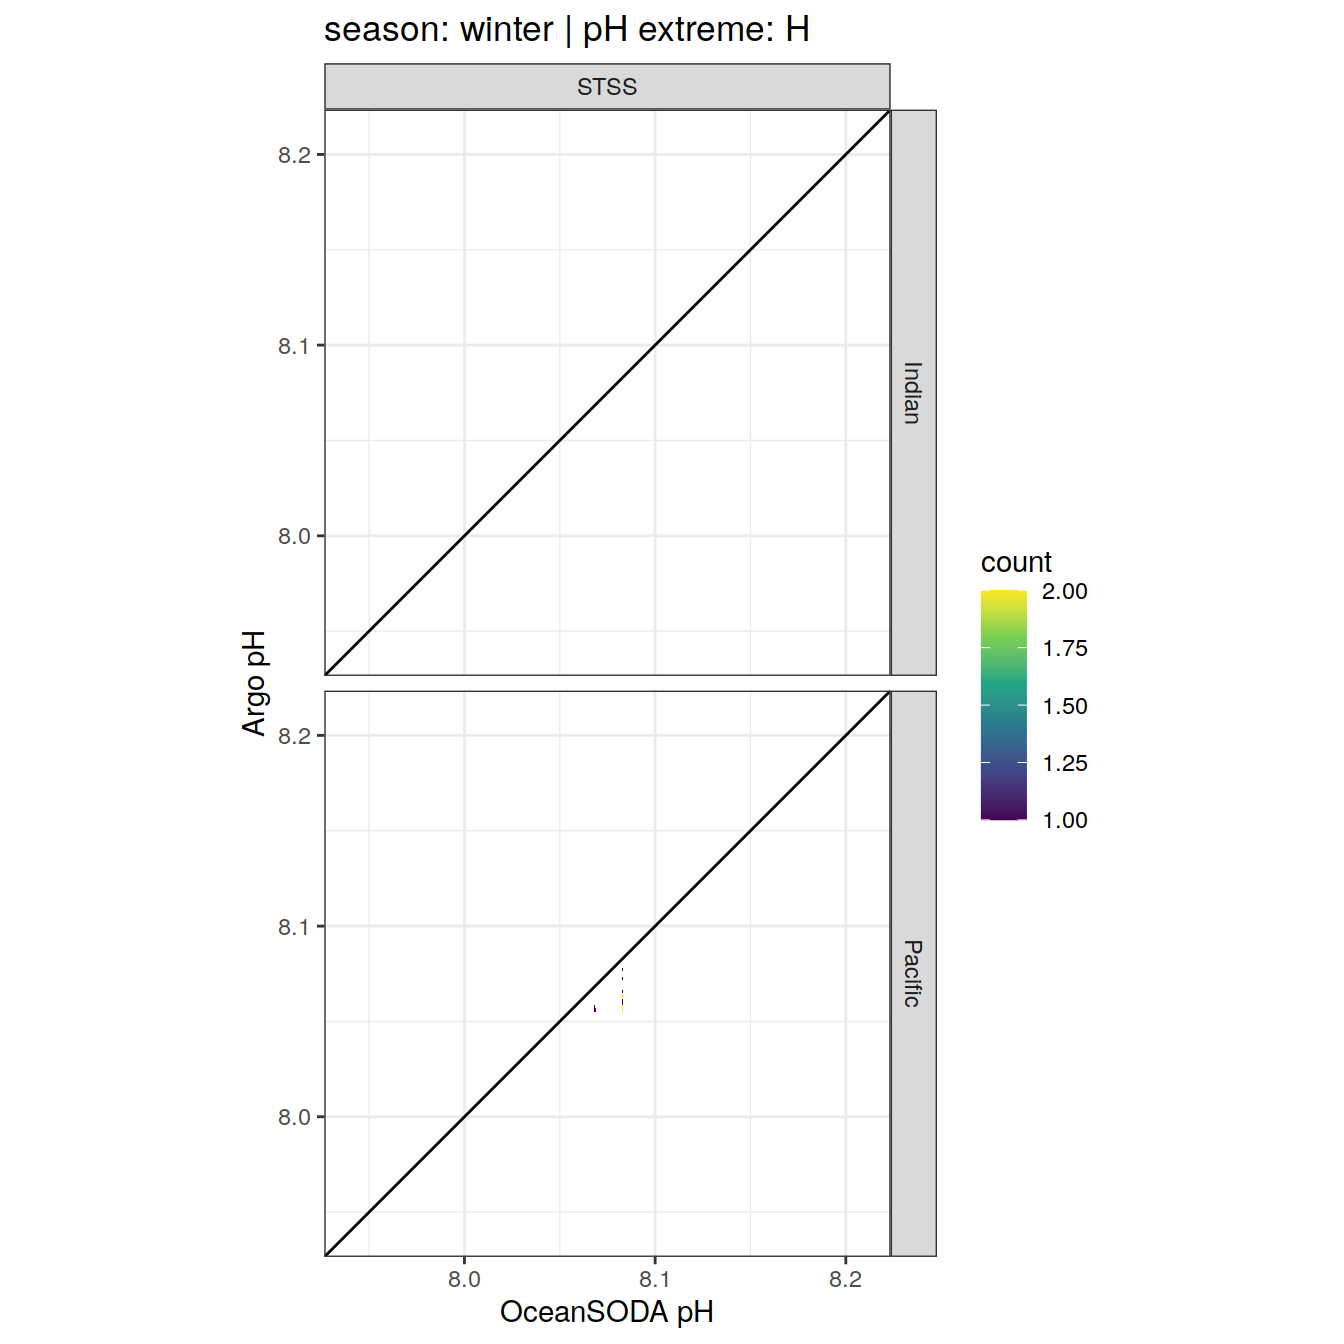 season: winter | pH extreme: H
STSS
8.2
8.1
8.0
Indian
Argo pH
8.2
8.1
8.0
Pacific
8.0 8.1 8.2
OceanSODA pH
count
2.00
1.75
1.50
1.25
1.00